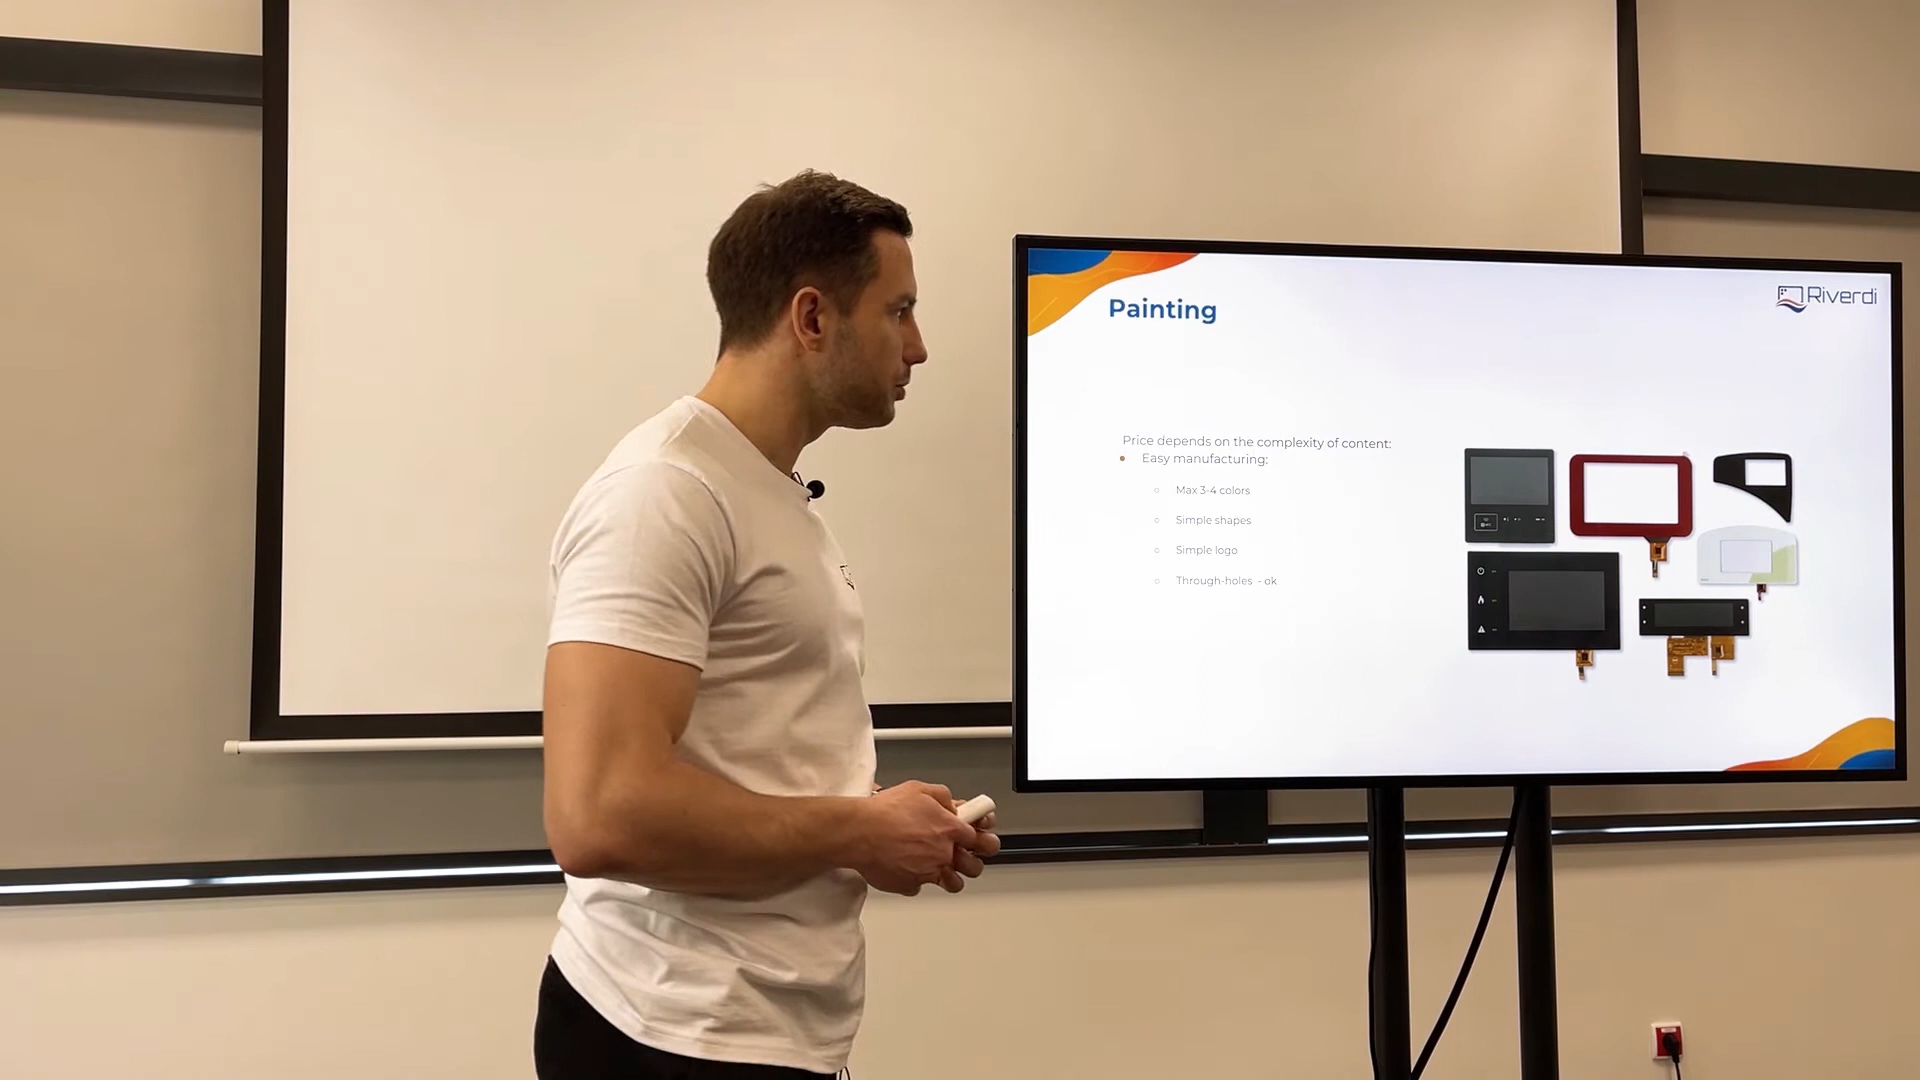 Painting
Riverdi
Price depends on the complexity of content:
Easy manufacturing:
Max 3-4 colors
Simple shapes
Simple logo
Through-holes - ok